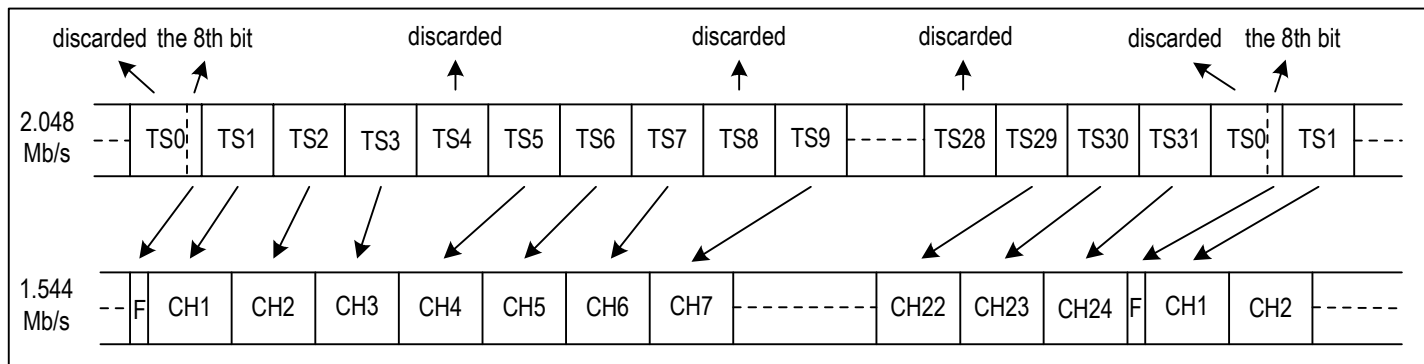 discarded the 8th bit discarded discarded discarded discarded the 8th bit
2.048 Mb/s TS0 TS1 TS2 TS3 TS4 TS5 TS6 TS7 TS8 TS9 TS28 TS29 TS30 TS31 TS0 TS1
1.544 Mb/s F CH1 CH2 CH3 CH4 CH5 CH6 CH7 CH22 CH23 CH24 F CH1 CH2